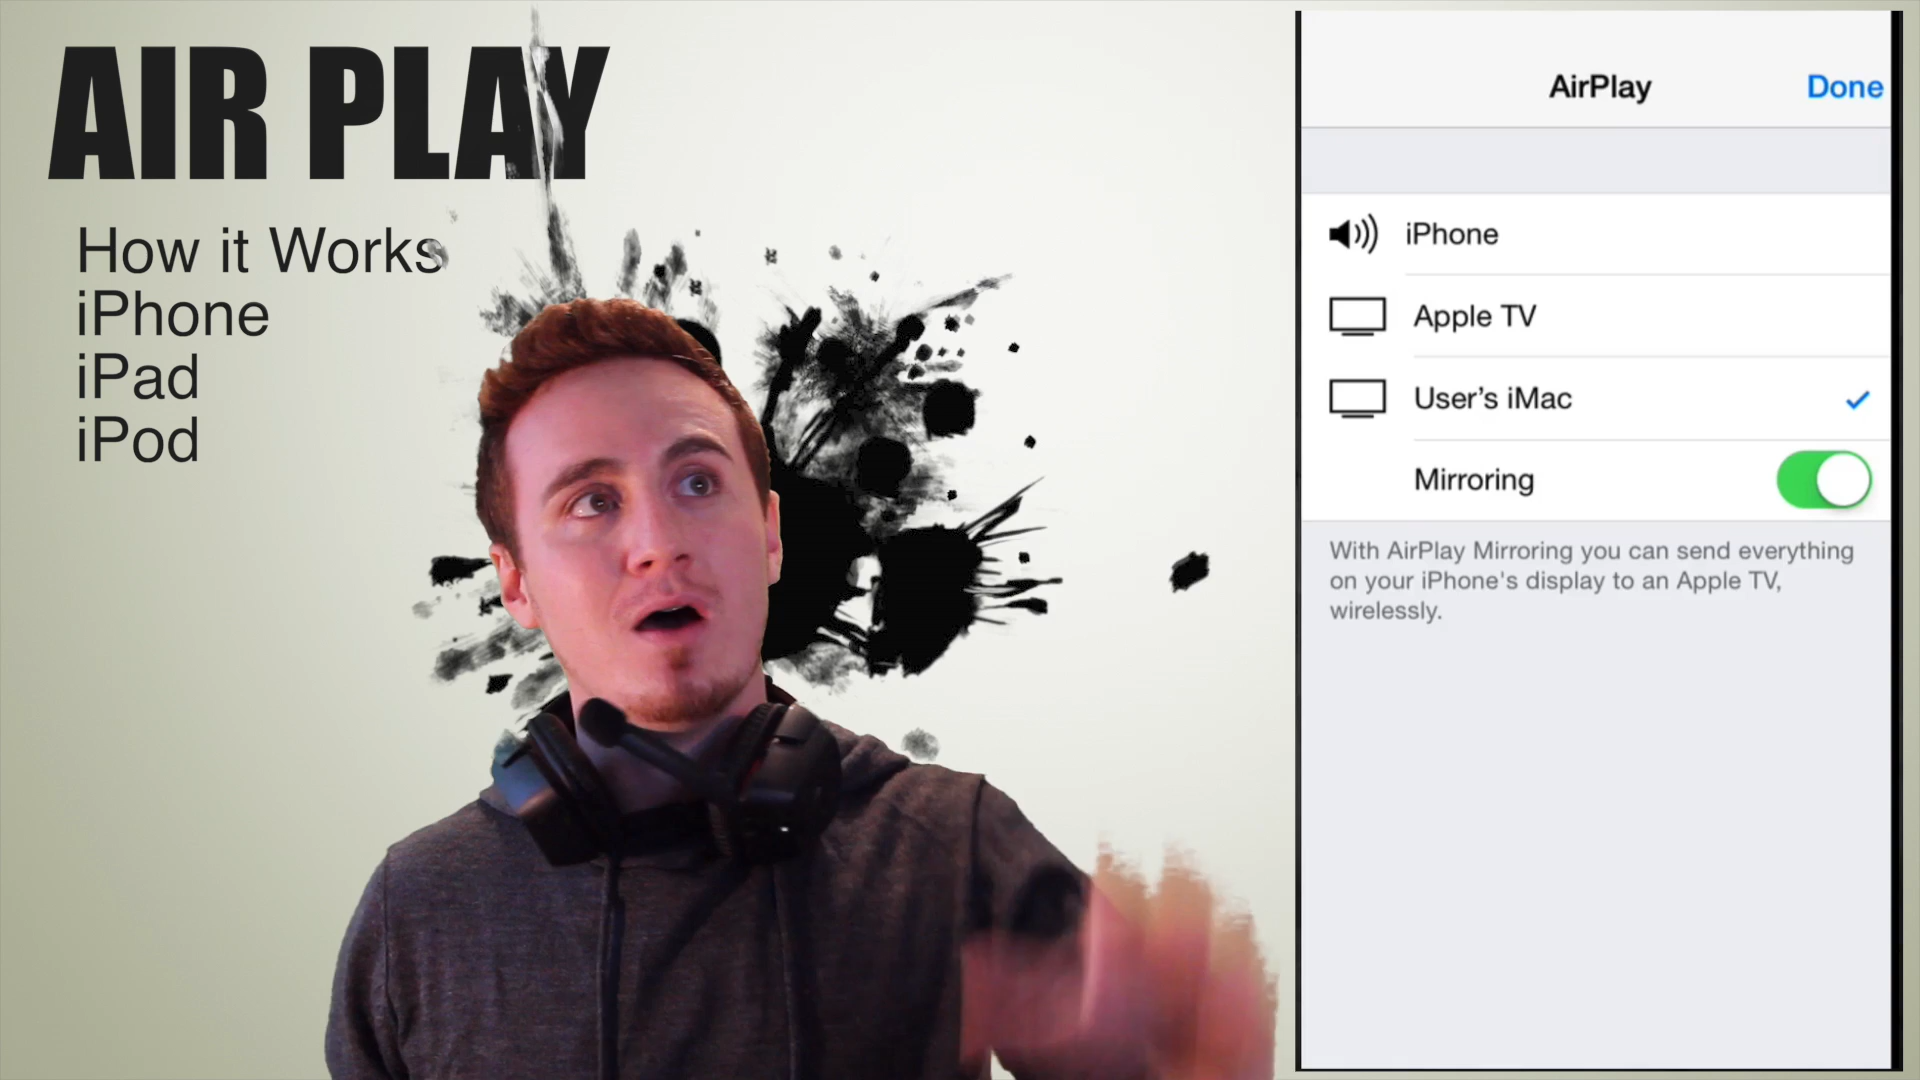 AIR PLAY
How it Works
iPhone
iPad
iPod
AirPlay
Done
iPhone
Apple TV
User's iMac
Mirroring
With AirPlay Mirroring you can send everything
on your iPhone's display to an Apple TV,
wirelessly.